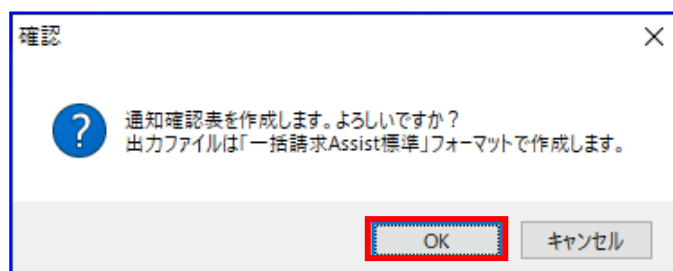 確認
通知確認表を作成します。よろしいですか？
出力ファイルは「一括請求Assist標準」フォーマットで作成します。
OK
キャンセル